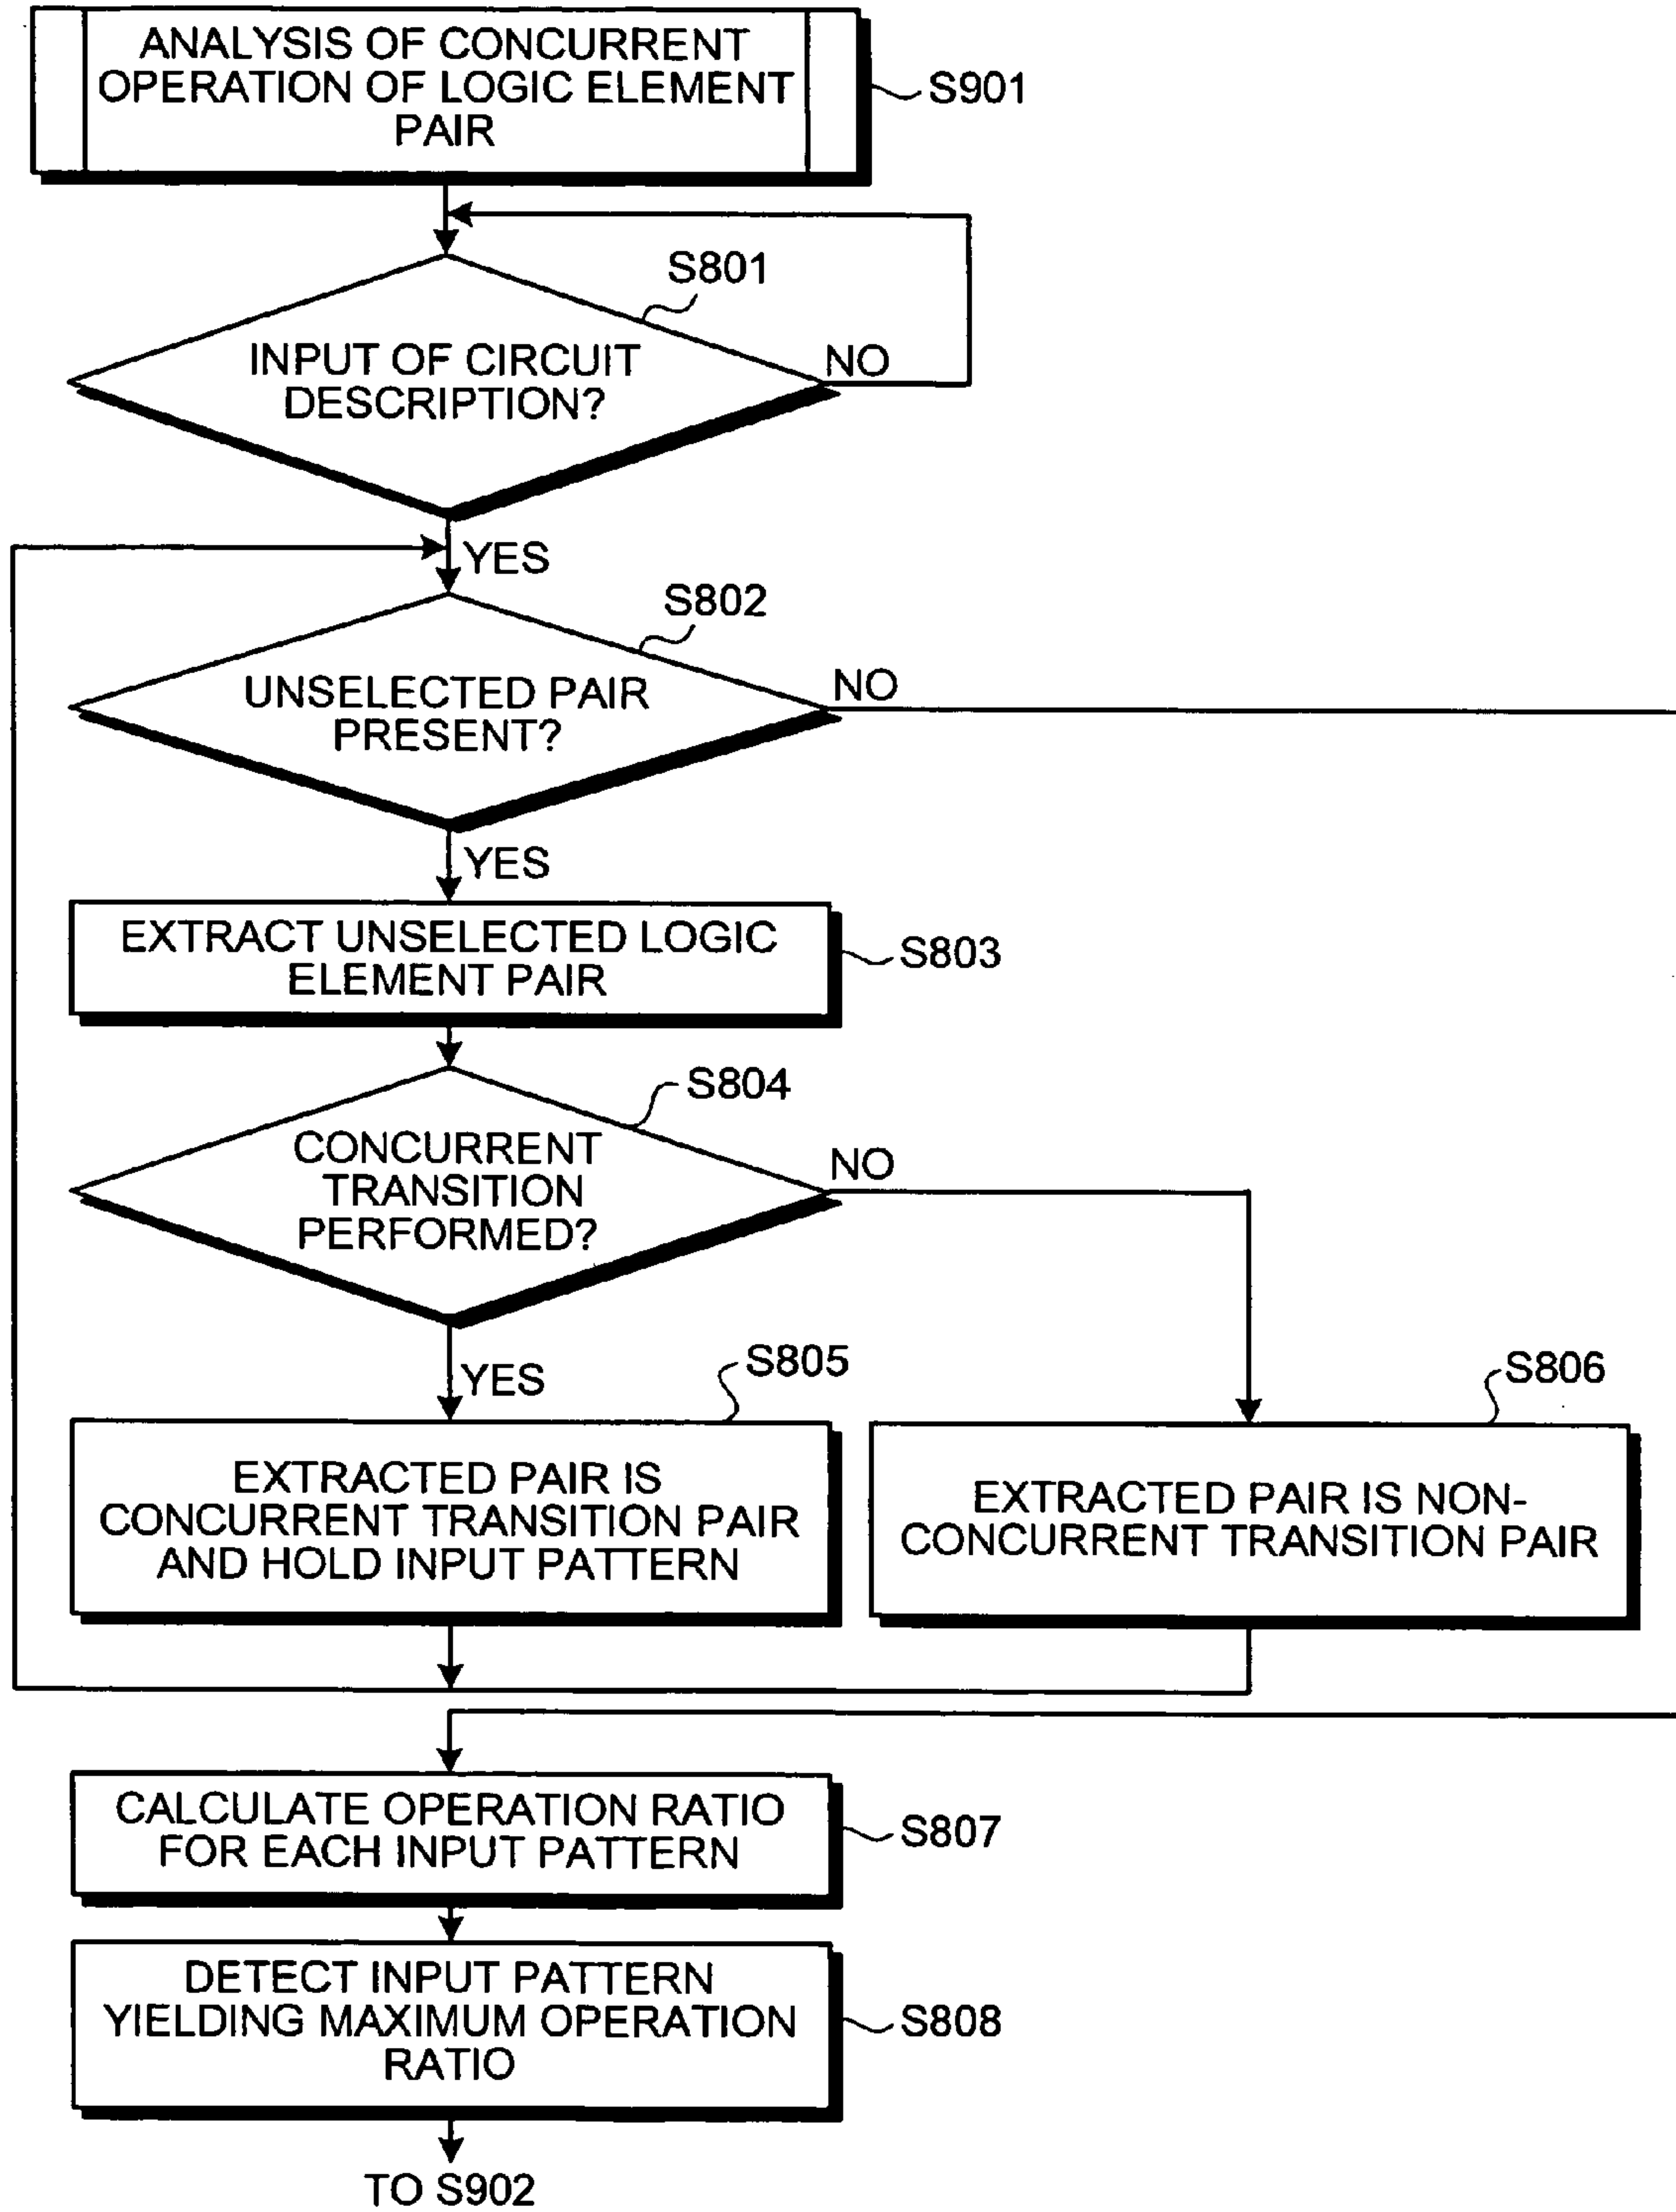 ANALYSIS OF CONCURRENT
OPERATION OF LOGIC ELEMENT
PAIR
S901
S801
INPUT OF CIRCUIT
DESCRIPTION?
NO
YES
S802
UNSELECTED PAIR
PRESENT?
NO
YES
EXTRACT UNSELECTED LOGIC
ELEMENT PAIR
S803
S804
CONCURRENT
TRANSITION
PERFORMED?
NO
YES
S805
EXTRACTED PAIR IS
CONCURRENT TRANSITION PAIR
AND HOLD INPUT PATTERN
S806
EXTRACTED PAIR IS NON-
CONCURRENT TRANSITION PAIR
CALCULATE OPERATION RATIO
FOR EACH INPUT PATTERN
S807
DETECT INPUT PATTERN
YIELDING MAXIMUM OPERATION
RATIO
S808
TO S902